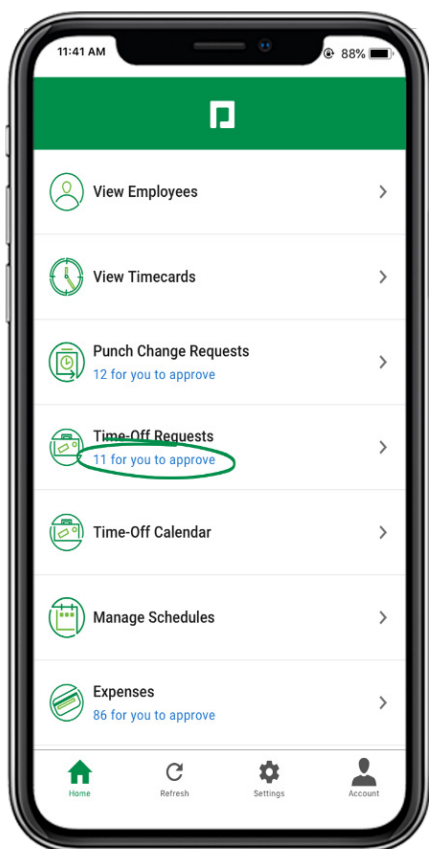 11:41 AM
88%
View Employees
View Timecards
Punch Change Requests
12 for you to approve
Time-Off Requests
11 for you to approve
Time-Off Calendar
Manage Schedules
Expenses
86 for you to approve
Home Refresh Settings Account